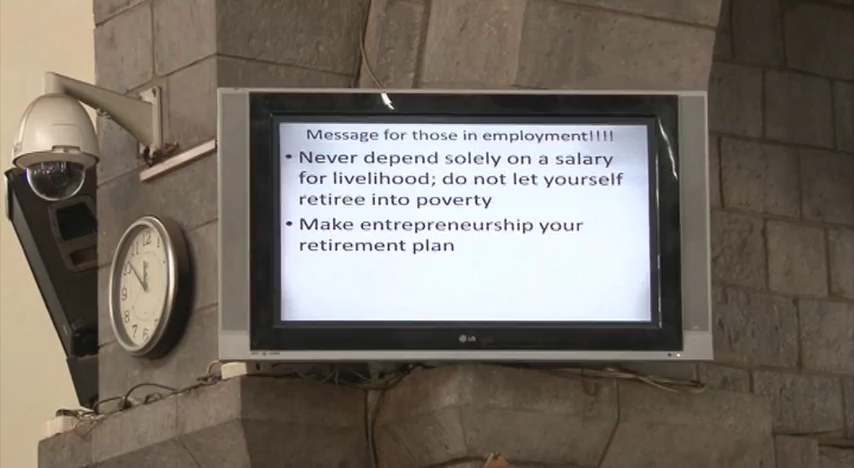 Message for those in employment!!!!
• Never depend solely on a salary
for livelihood; do not let yourself
retiree into poverty
• Make entrepreneurship your
retirement plan
LG